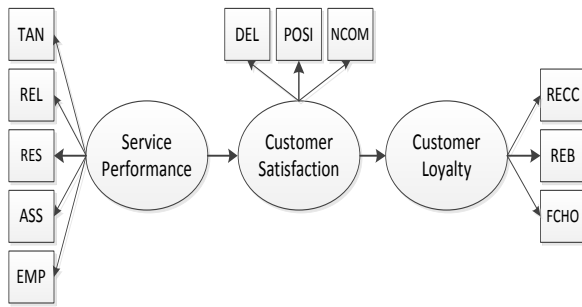 TAN
REL
RES
ASS
EMP
Service
Performance
DEL
POSI
NCOM
Customer
Satisfaction
Customer
Loyalty
RECC
REB
FCHO